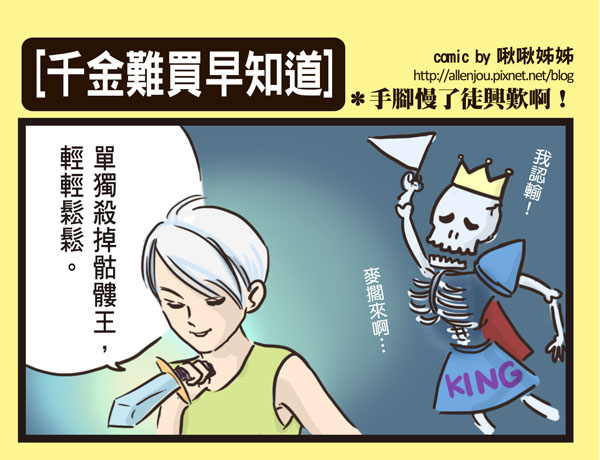 [千金難買早知道]
comic by 啾啾姊姊
http://allenjou.pixnet.net/blog
＊手腳慢了徒興歎啊！
單獨殺掉骷髏王，
輕輕鬆鬆。
我認輸！
麥擱來啊…
KING